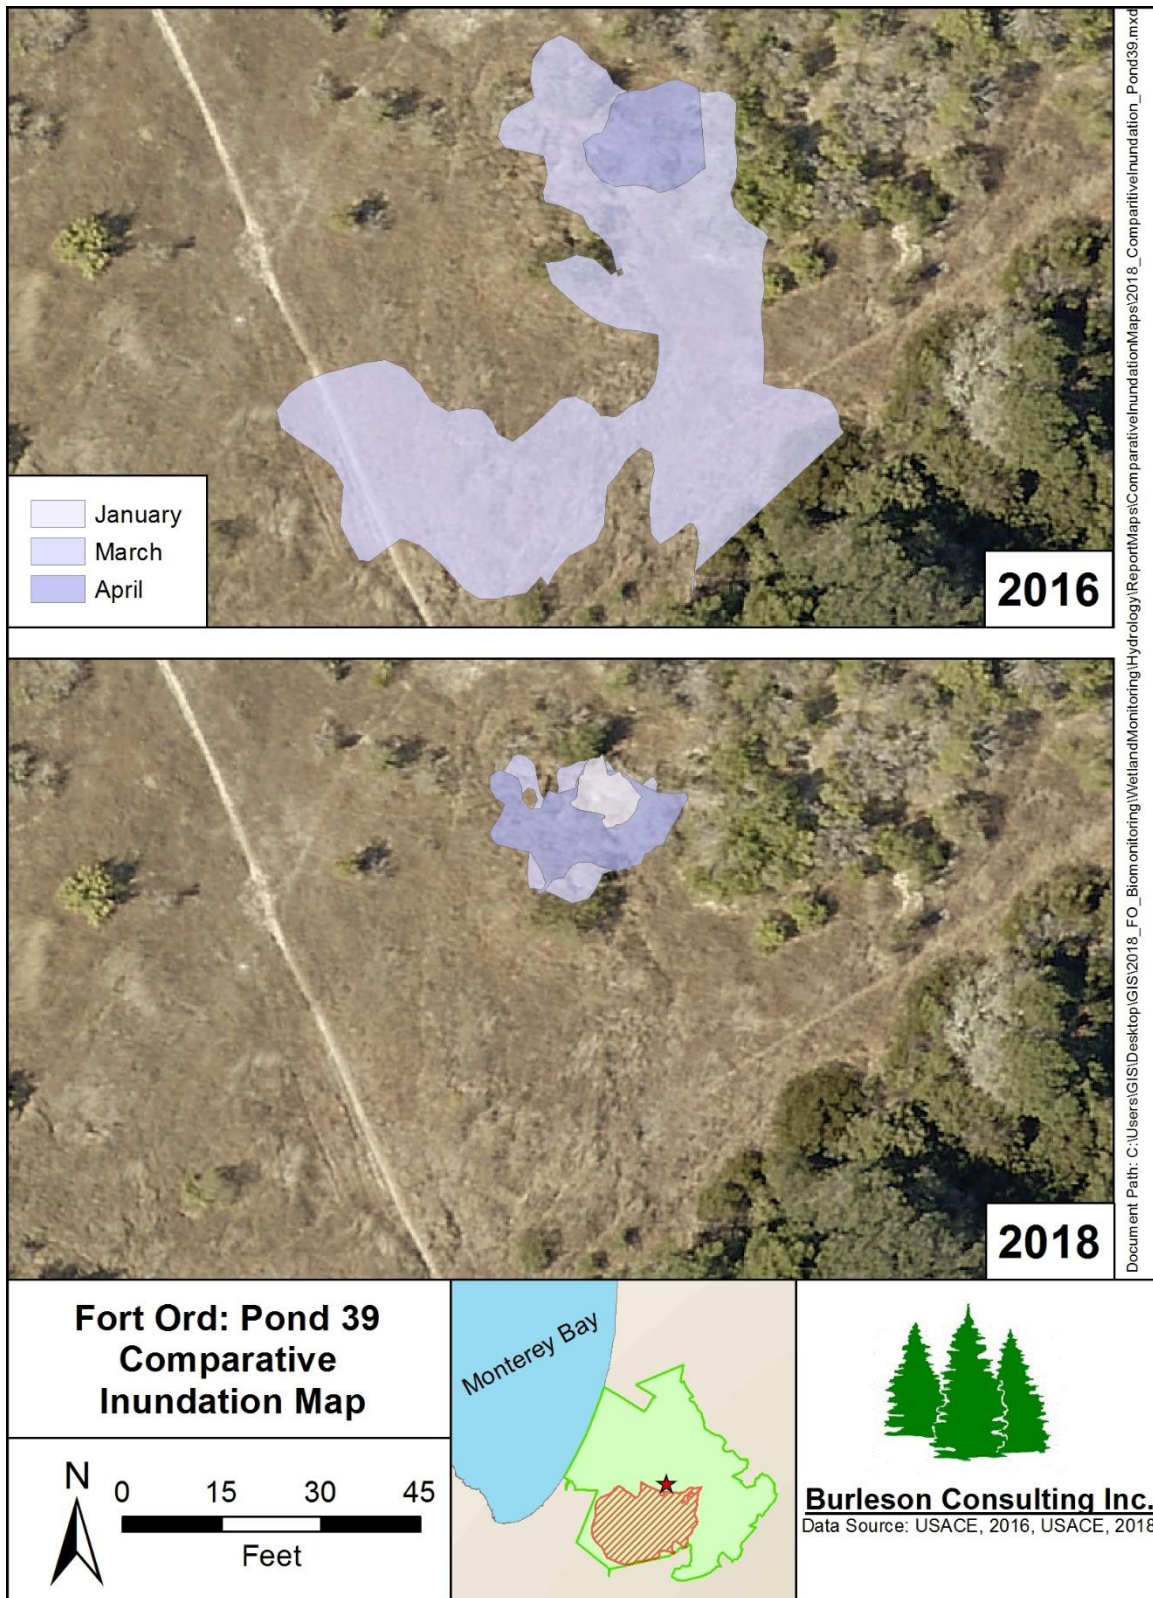 January
March
April
2016
2018
Document Path: C:\Users\GIS\Desktop\GIS\2018_FO_Biomonitoring\WetlandMonitoring\Hydrology\ReportMaps\ComparativeInundationMaps\2018_ComparitiveInundation_Pond39.mxd
Fort Ord: Pond 39
Comparative
Inundation Map
N
0 15 30 45
Feet
Monterey Bay
Burleson Consulting Inc.
Data Source: USACE, 2016, USACE, 2018